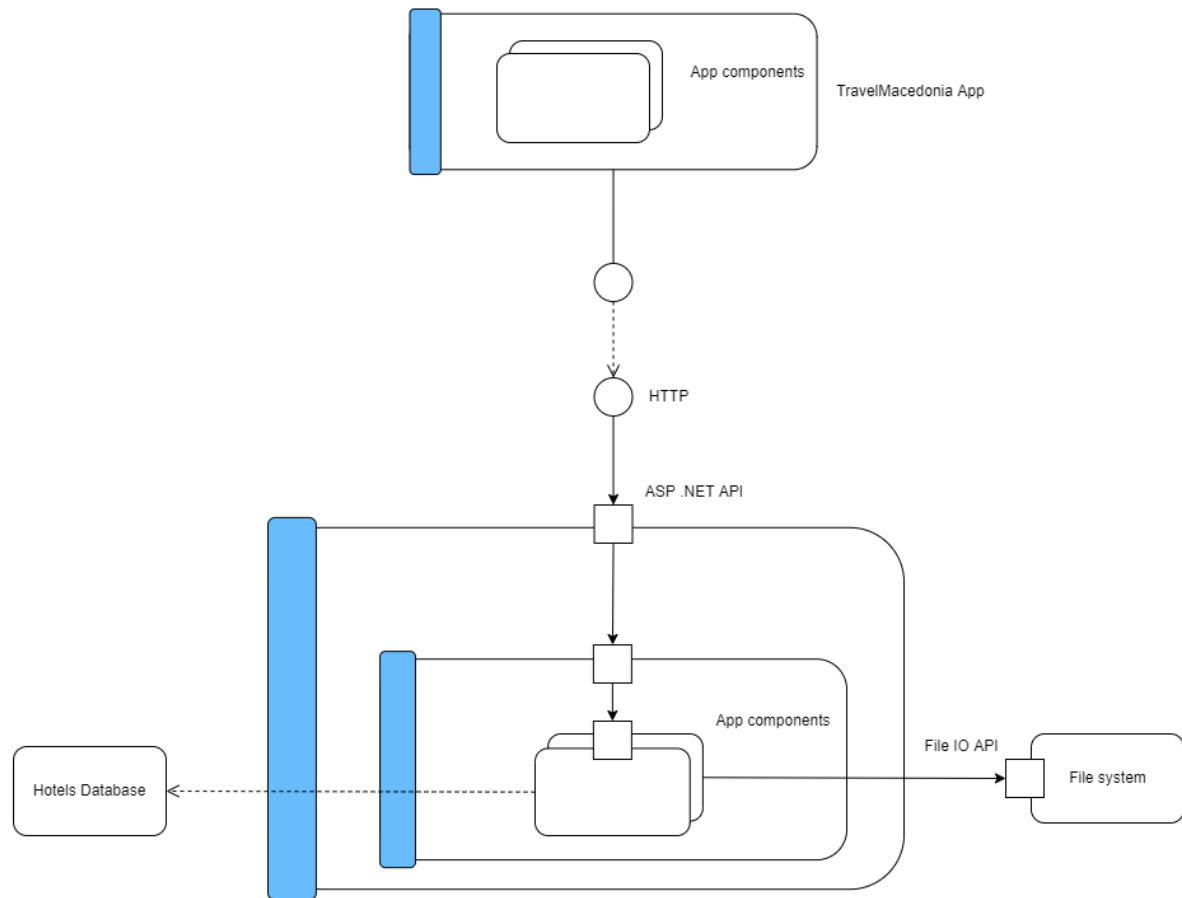 App components
TravelMacedonia App
HTTP
ASP .NET API
App components
File IO API
Hotels Database
File system